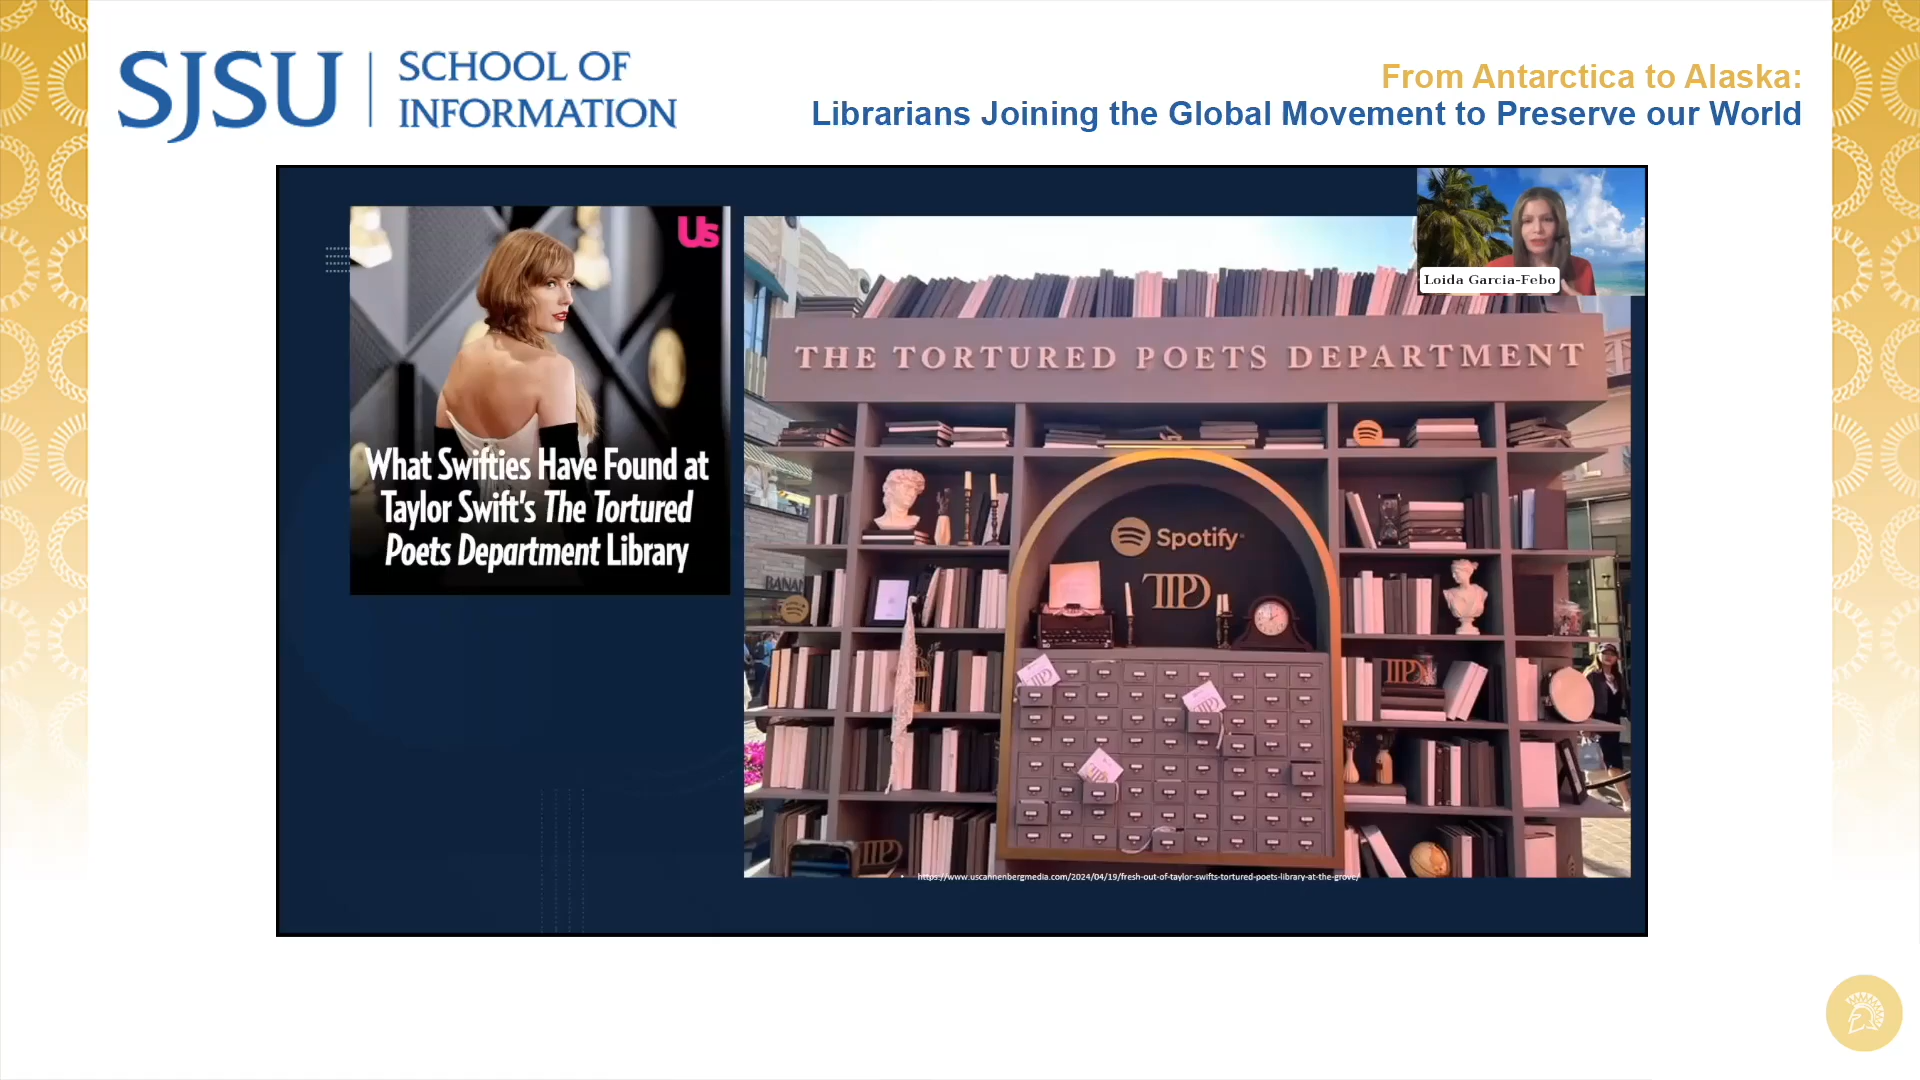 SJSU
SCHOOL OF
INFORMATION
From Antarctica to Alaska:
Librarians Joining the Global Movement to Preserve our World
Us
What Swifties Have Found at
Taylor Swift's The Tortured
Poets Department Library
Loida Garcia-Febo
THE TORTURED POETS DEPARTMENT
Spotify
TTPD
BANAN
TTPD
TTPD
https://www.uscannenbergmedia.com/2024/04/19/fresh-out-of-taylor-swifts-tortured-poets-library-at-the-grove/